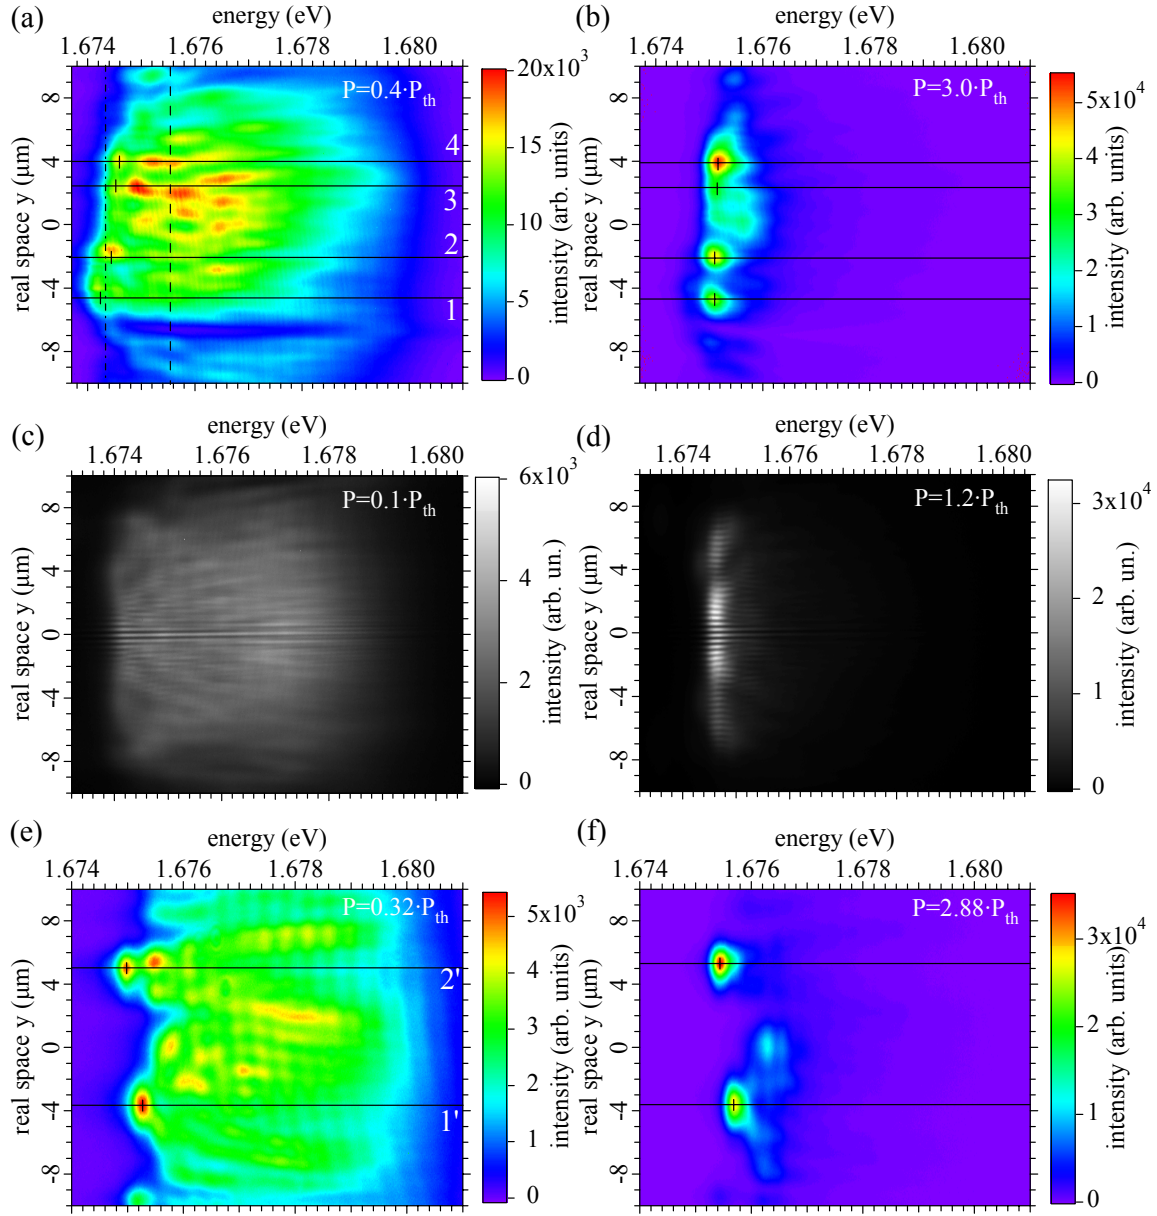 (a)
energy (eV)
1.674 1.676 1.678 1.680
P=0.4·Pth
real space y (μm)
8
4
0
-4
-8
4
3
2
1
20x10³
15
10
5
0
intensity (arb. units)
(b)
energy (eV)
1.674 1.676 1.678 1.680
P=3.0·Pth
real space y (μm)
8
4
0
-4
-8
5x10⁴
4
3
2
1
0
intensity (arb. units)
(c)
energy (eV)
1.674 1.676 1.678 1.680
P=0.1·Pth
real space y (μm)
8
4
0
-4
-8
6x10³
4
2
0
intensity (arb. un.)
(d)
energy (eV)
1.674 1.676 1.678 1.680
P=1.2·Pth
real space y (μm)
8
4
0
-4
-8
3x10⁴
2
1
0
intensity (arb. un.)
(e)
energy (eV)
1.674 1.676 1.678 1.680
P=0.32·Pth
real space y (μm)
8
4
0
-4
-8
2'
1'
5x10³
4
3
2
1
0
intensity (arb. units)
(f)
energy (eV)
1.674 1.676 1.678 1.680
P=2.88·Pth
real space y (μm)
8
4
0
-4
-8
3x10⁴
2
1
0
intensity (arb. units)